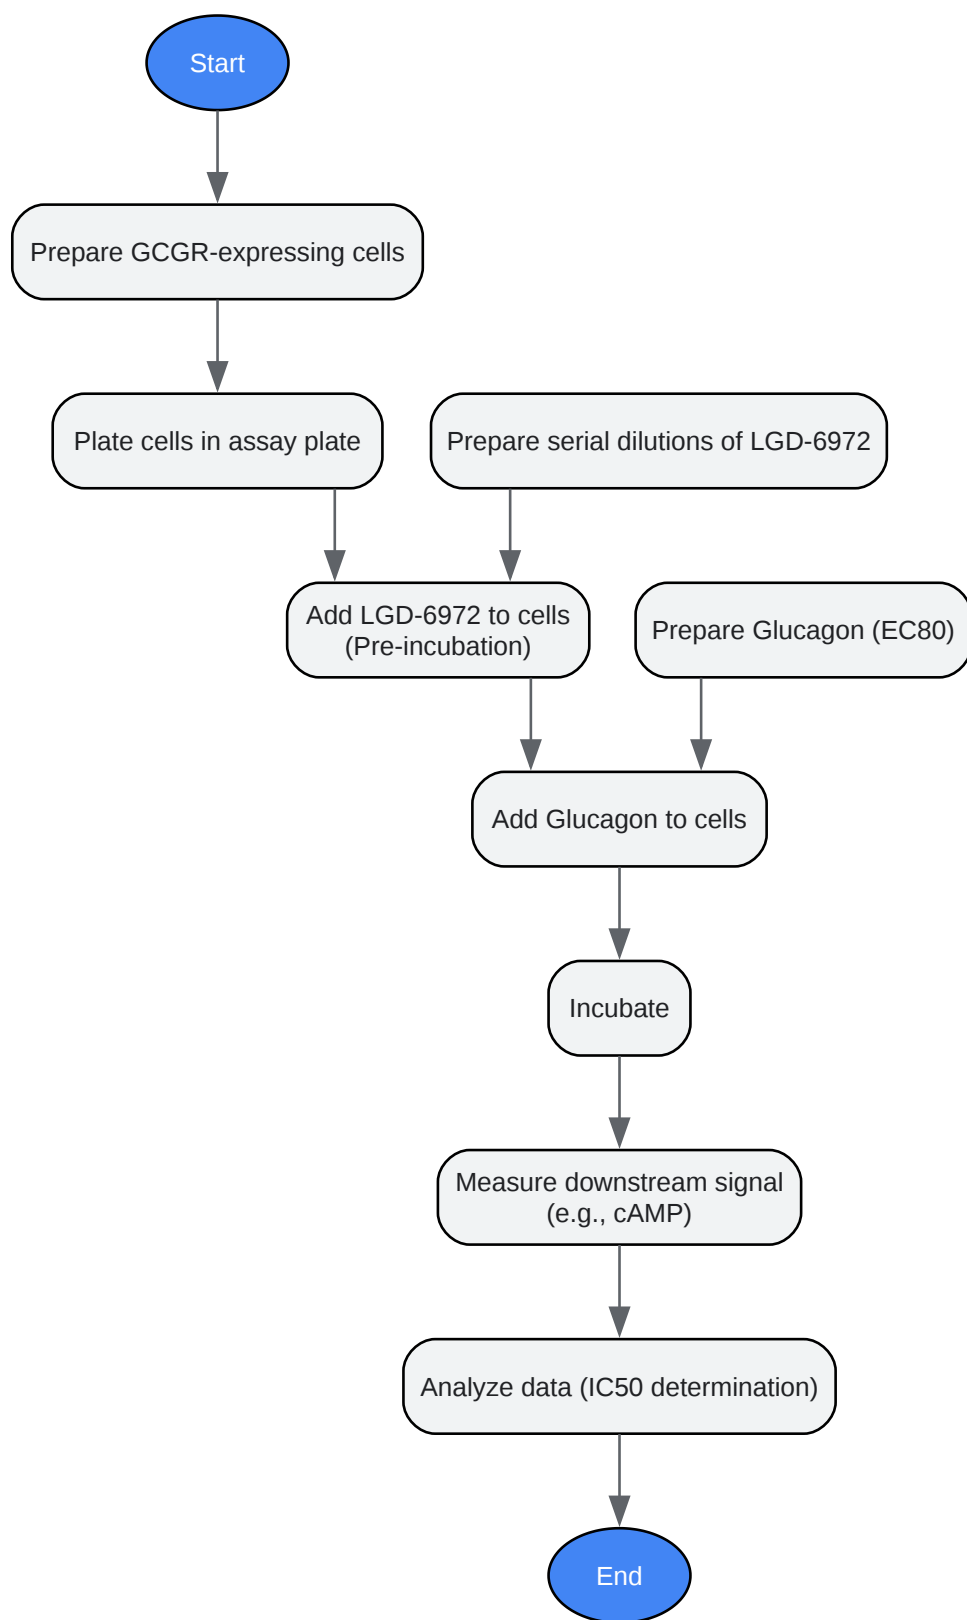 Start
Prepare GCGR-expressing cells
Plate cells in assay plate
Prepare serial dilutions of LGD-6972
Add LGD-6972 to cells
(Pre-incubation)
Prepare Glucagon (EC80)
Add Glucagon to cells
Incubate
Measure downstream signal
(e.g., cAMP)
Analyze data (IC50 determination)
End